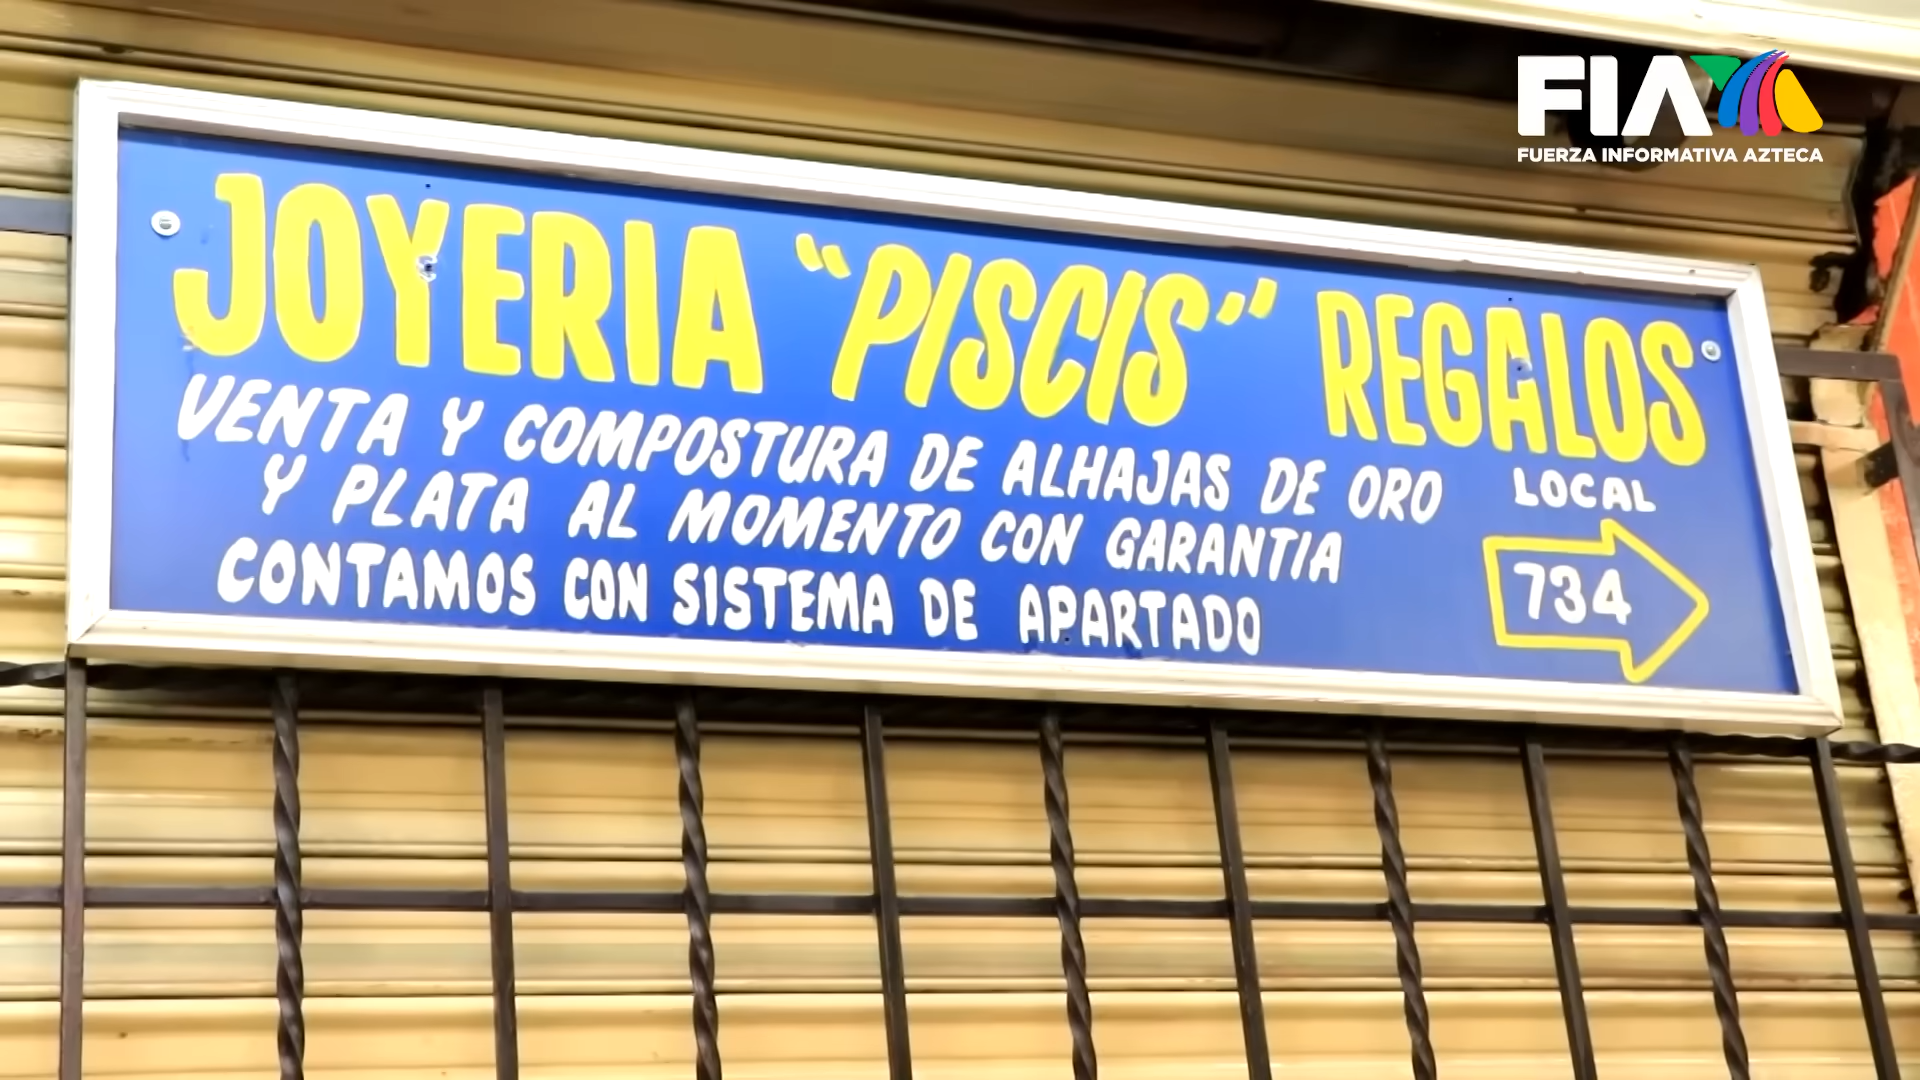 FIA
FUERZA INFORMATIVA AZTECA
JOYERIA "PISCIS" REGALOS
VENTA Y COMPOSTURA DE ALHAJAS DE ORO
Y PLATA AL MOMENTO CON GARANTIA
CONTAMOS CON SISTEMA DE APARTADO
LOCAL
734